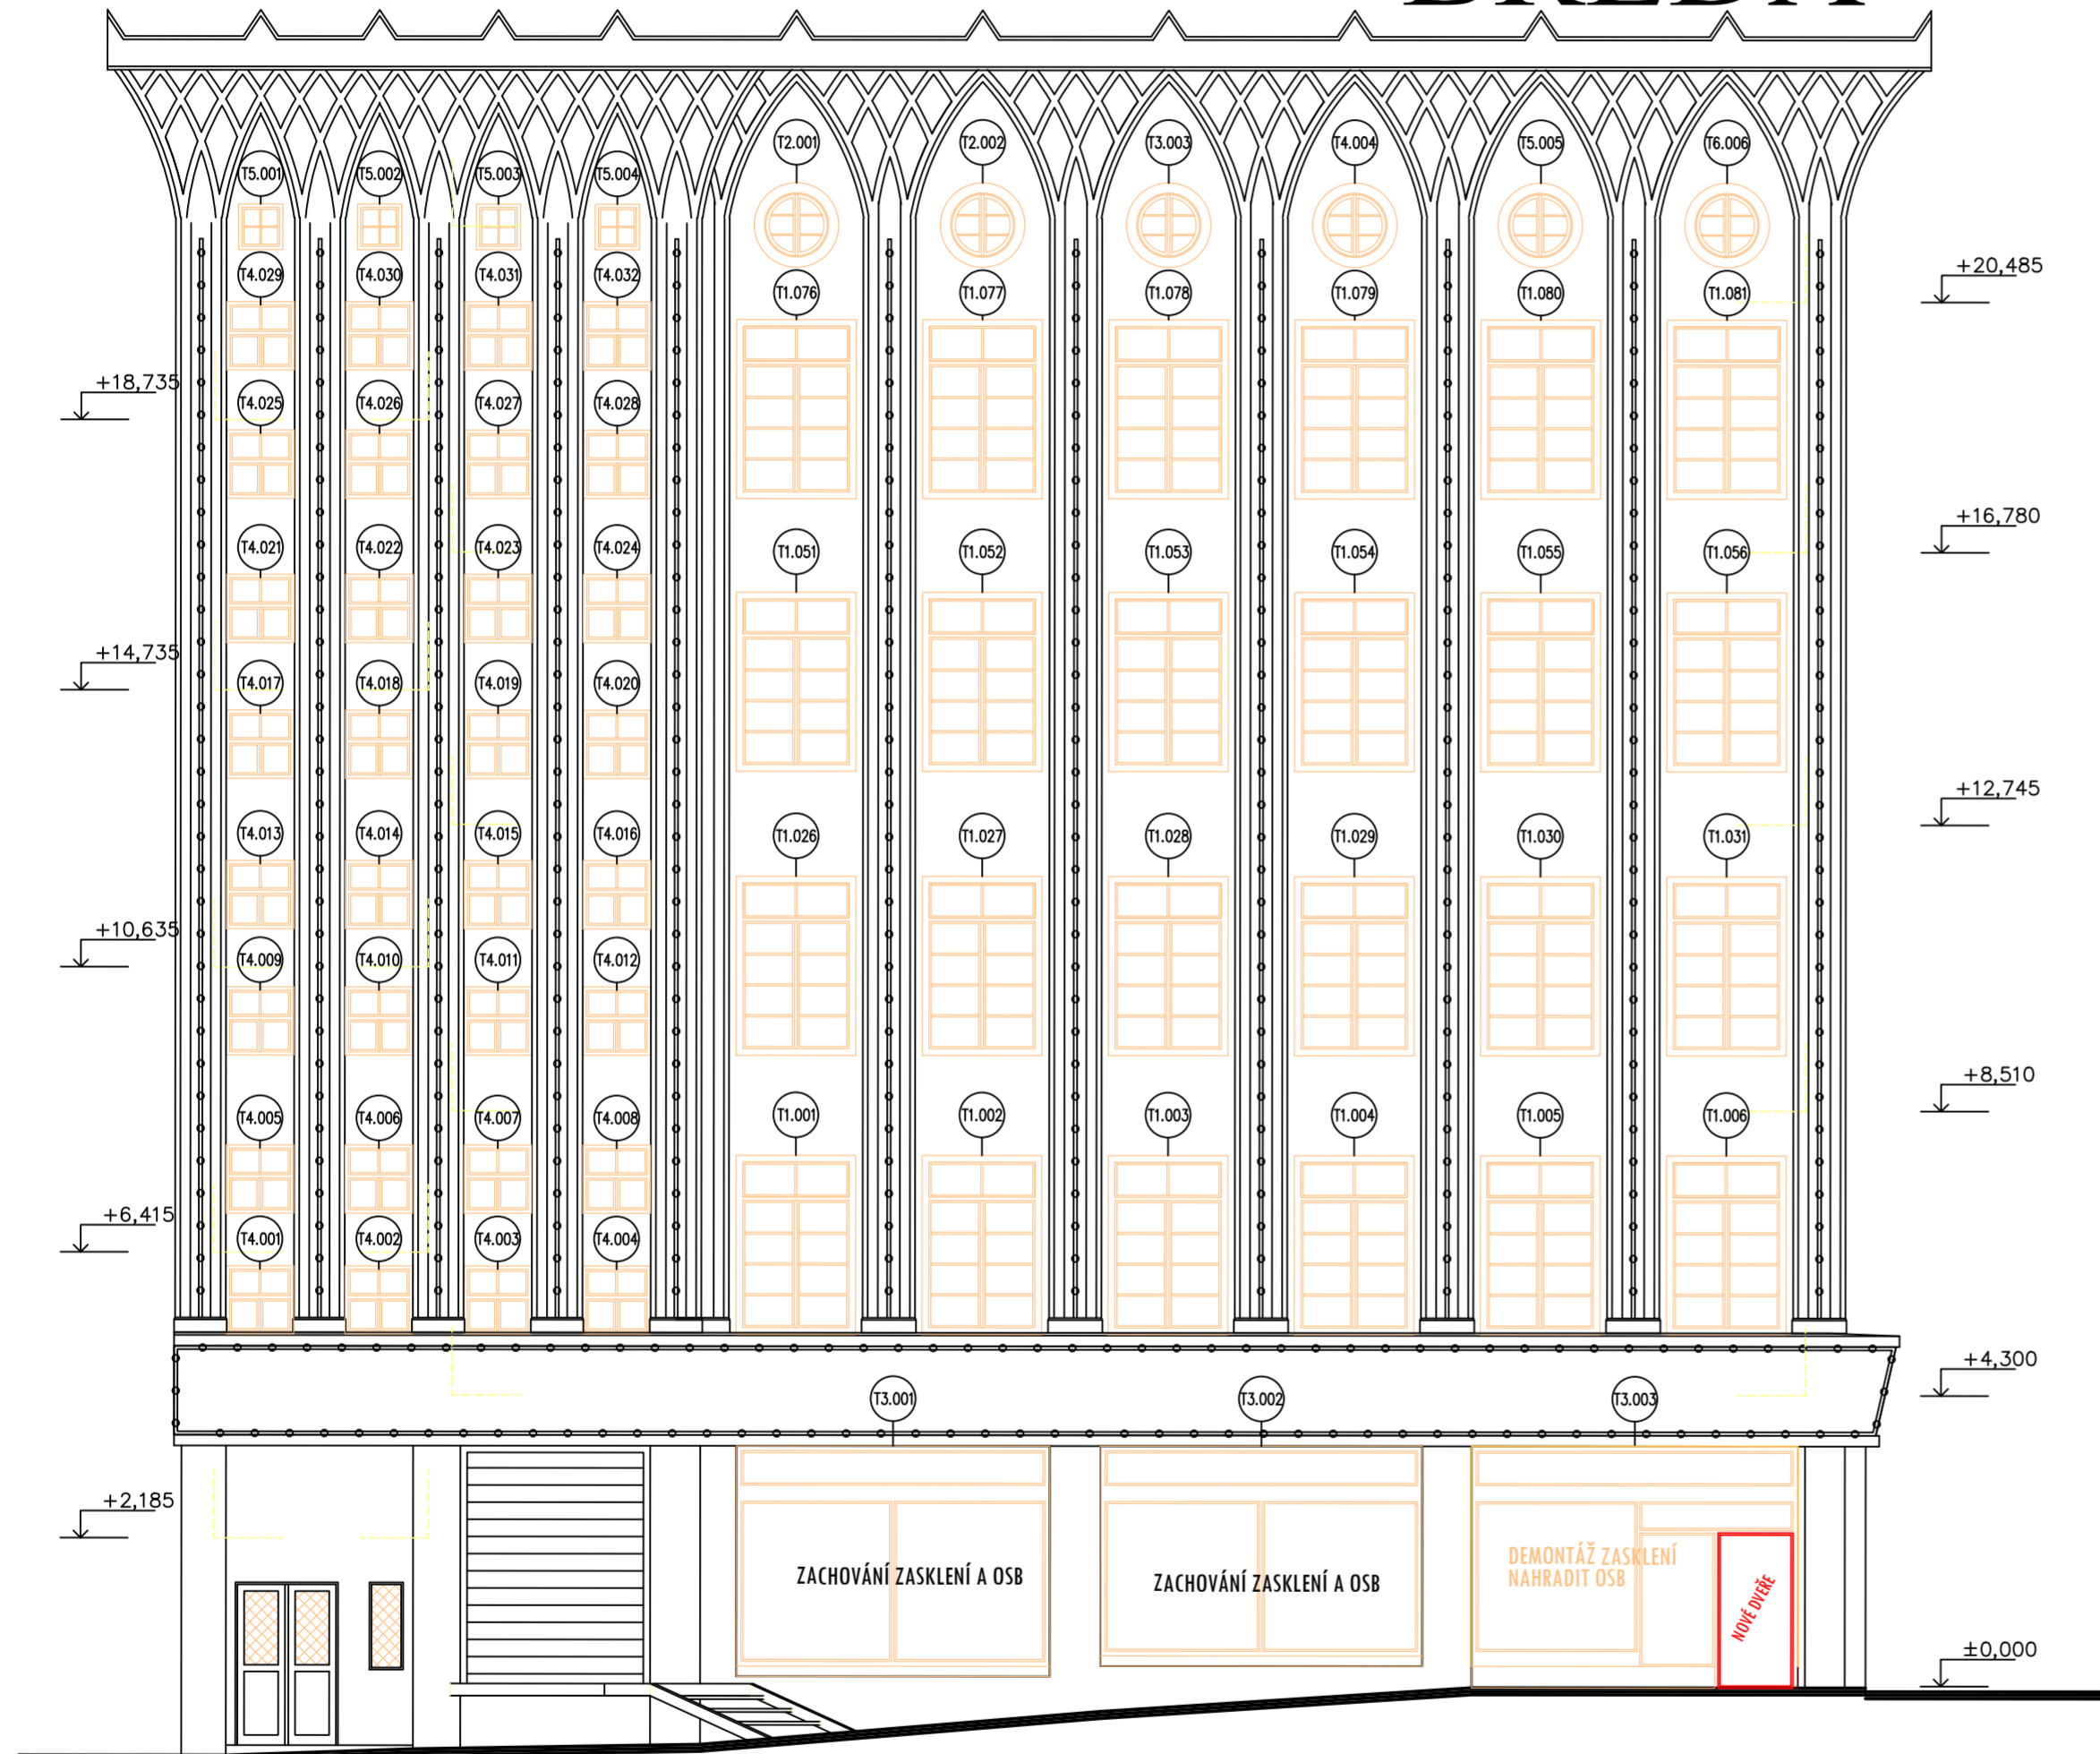 T2.001 T2.002 T3.003 T4.004 T5.005 T6.006
T5.001 T5.002 T5.003 T5.004
+20,485
T4.029 T4.030 T4.031 T4.032
T1.076 T1.077 T1.078 T1.079 T1.080 T1.081
+18,735
T4.025 T4.026 T4.027 T4.028
+16,780
T4.021 T4.022 T4.023 T4.024
T1.051 T1.052 T1.053 T1.054 T1.055 T1.056
+14,735
T4.017 T4.018 T4.019 T4.020
+12,745
T4.013 T4.014 T4.015 T4.016
T1.026 T1.027 T1.028 T1.029 T1.030 T1.031
+10,635
T4.009 T4.010 T4.011 T4.012
+8,510
T4.005 T4.006 T4.007 T4.008
T1.001 T1.002 T1.003 T1.004 T1.005 T1.006
+6,415
T4.001 T4.002 T4.003 T4.004
+4,300
T3.001 T3.002 T3.003
+2,185
ZACHOVÁNÍ ZASKLENÍ A OSB
ZACHOVÁNÍ ZASKLENÍ A OSB
DEMONTÁŽ ZASKLENÍ
NAHRADIT OSB
NOVÉ DVEŘE
±0,000